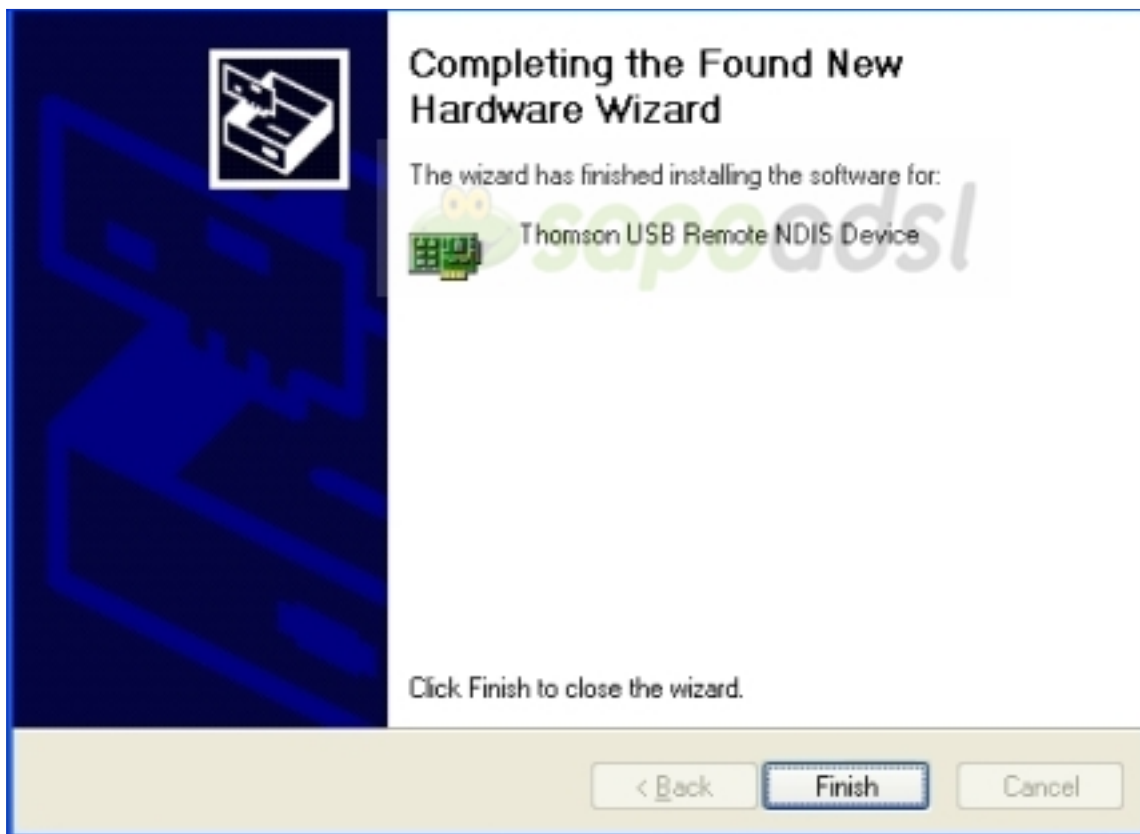 Completing the Found New
Hardware Wizard
The wizard has finished installing the software for:
Thomson USB Remote NDIS Device
sapoadsl
Click Finish to close the wizard.
< Back
Finish
Cancel